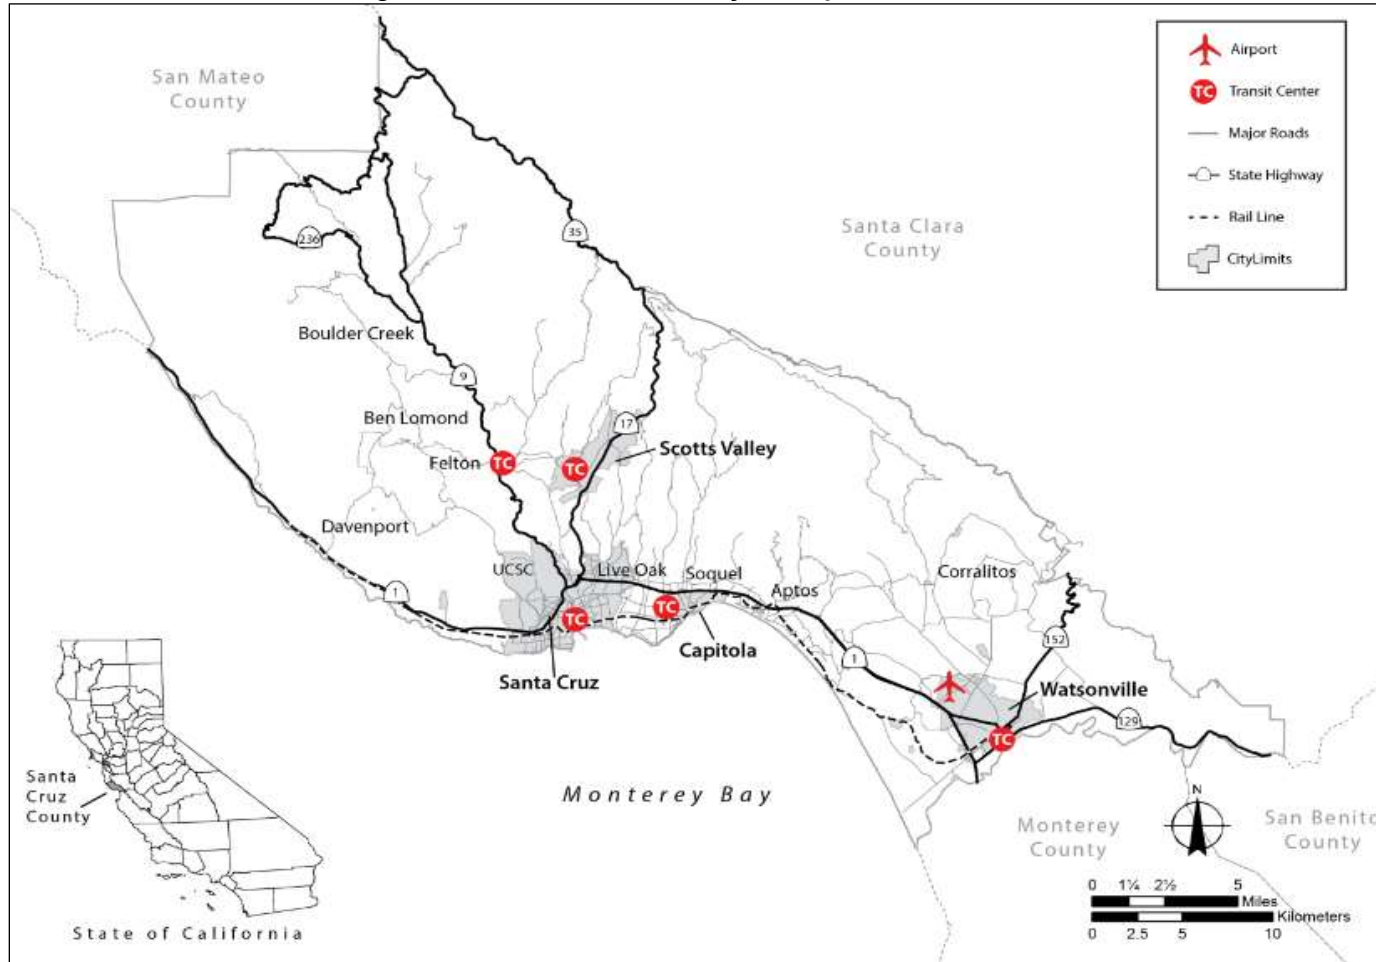 San Mateo
County
Airport
TC
Transit Center
Major Roads
State Highway
Rail Line
CityLimits
Santa Clara
County
35
236
Boulder Creek
9
Ben Lomond
17
Scotts Valley
Felton
TC
TC
Davenport
UCSC
Live Oak
Soquel
Aptos
Corralitos
1
TC
TC
152
Capitola
Santa Cruz
1
Watsonville
129
TC
Santa
Cruz
County
Monterey Bay
Monterey
County
N
San Benito
County
0 1¼ 2½ 5
Miles
Kilometers
0 2.5 5 10
State of California